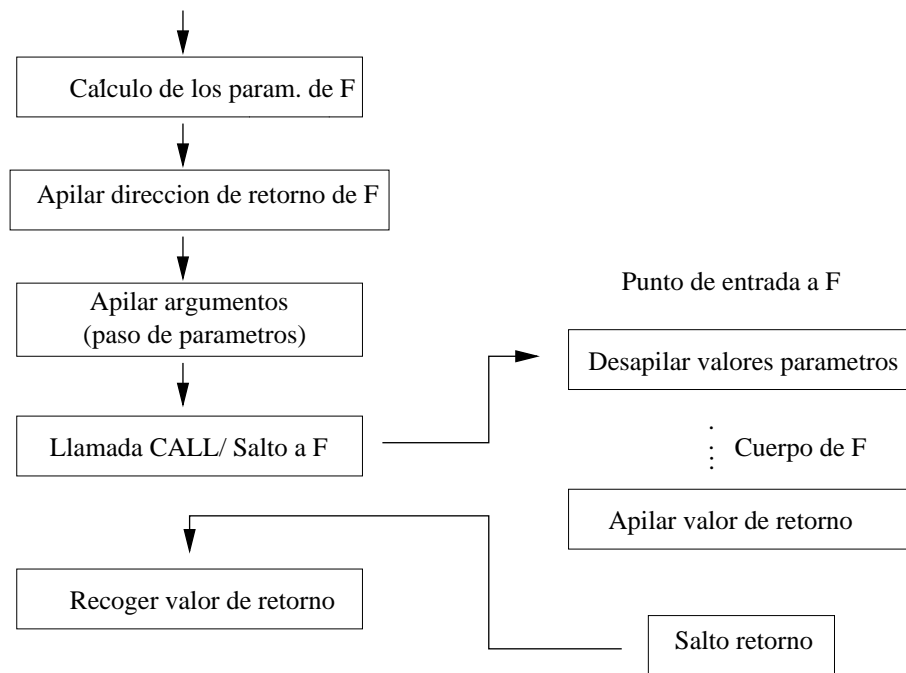 Cálculo de los param. de F
Apilar direccion de retorno de F
Apilar argumentos
(paso de parametros)
Llamada CALL/ Salto a F
Recoger valor de retorno
Punto de entrada a F
Desapilar valores parametros
Cuerpo de F
Apilar valor de retorno
Salto retorno